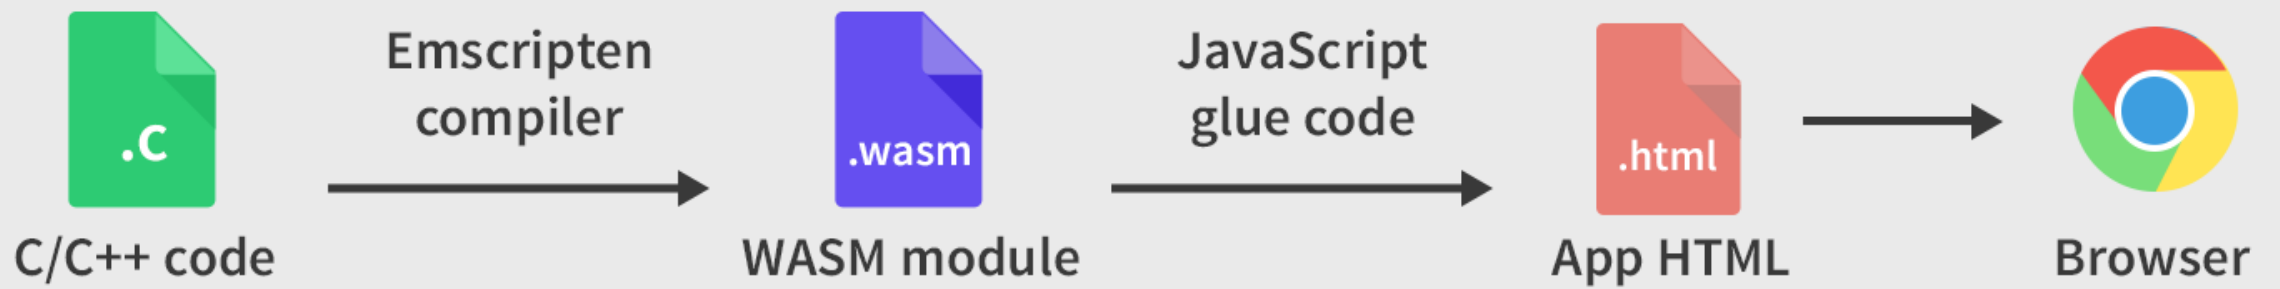 .c
C/C++ code
Emscripten
compiler
.wasm
WASM module
JavaScript
glue code
.html
App HTML
Browser